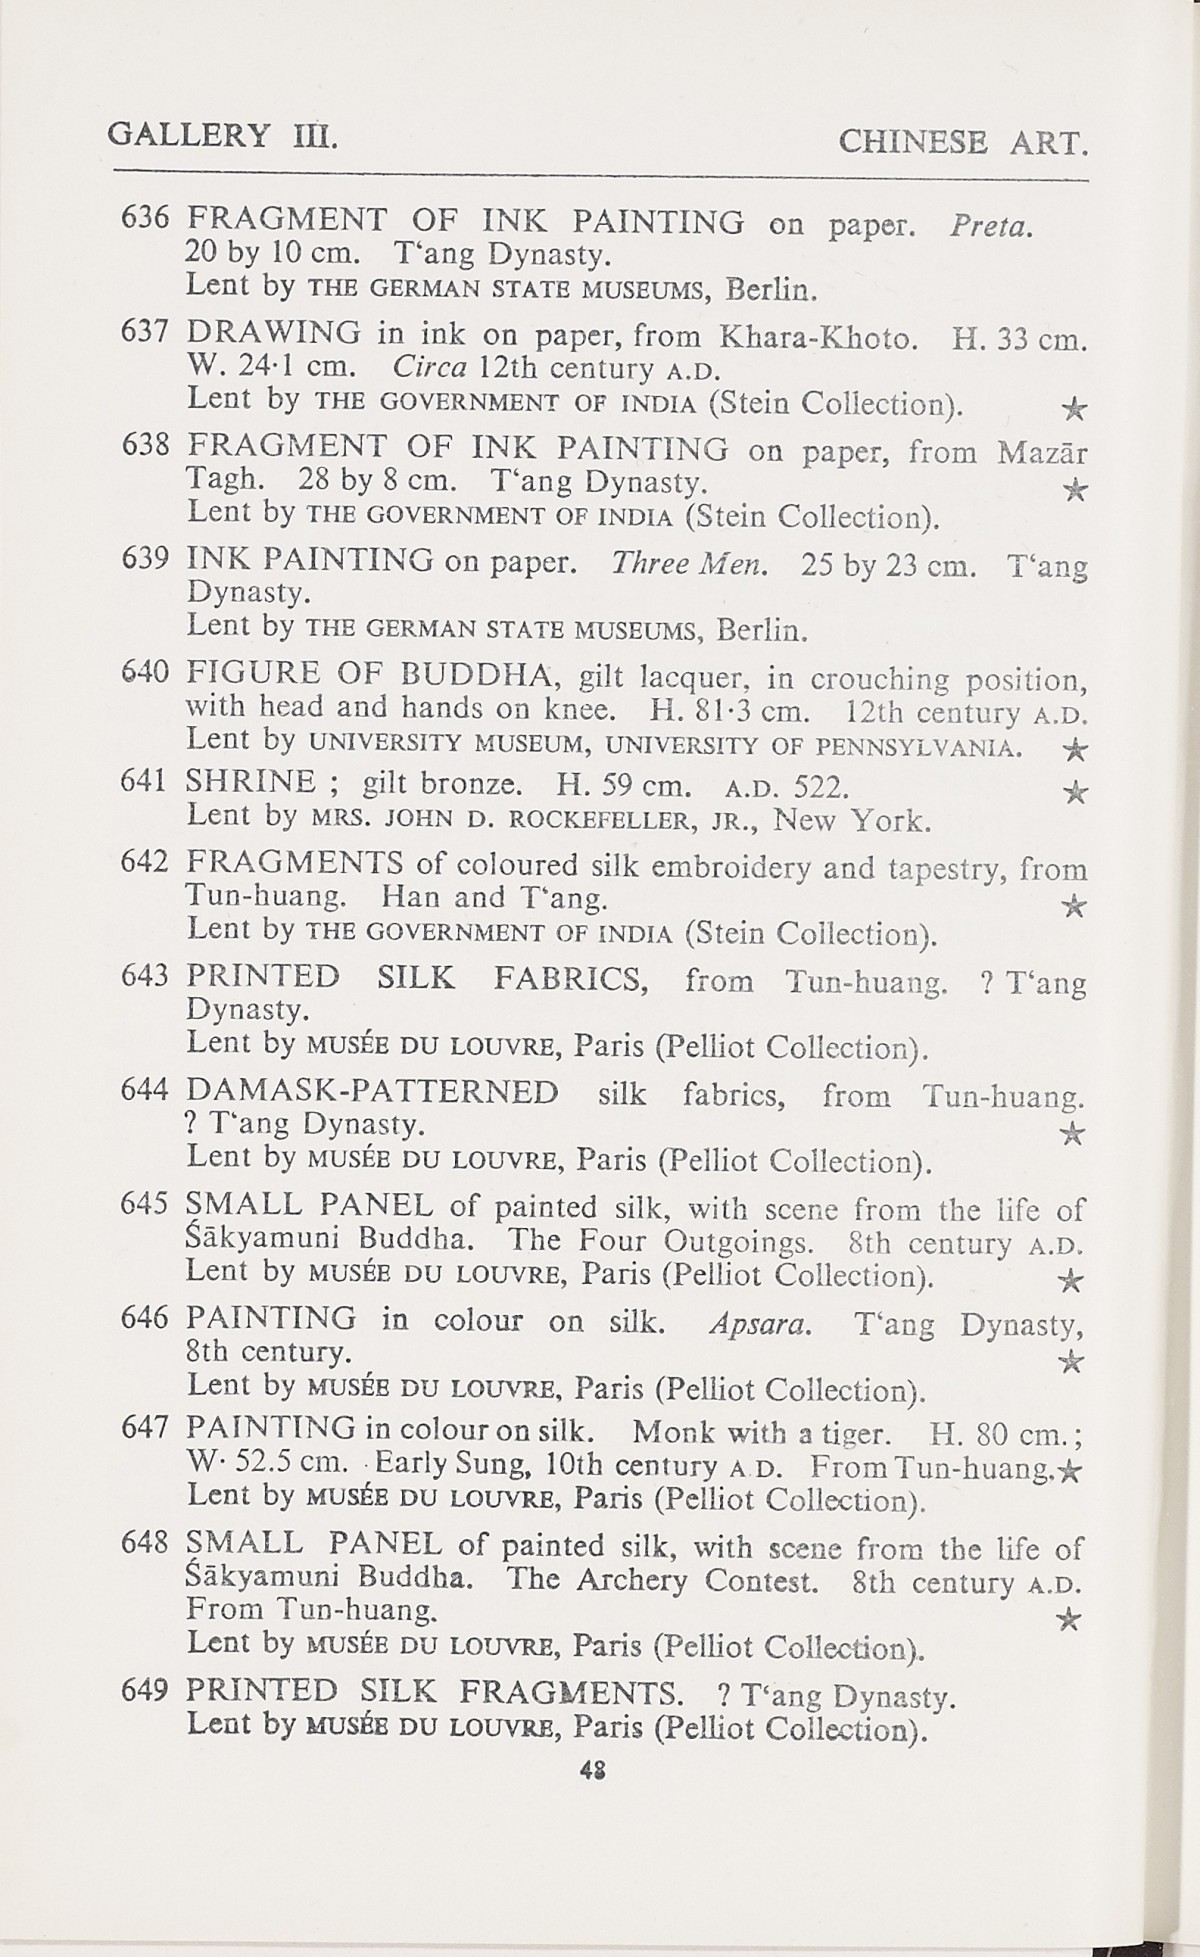 GALLERY III. CHINESE ART.
636 FRAGMENT OF INK PAINTING on paper. Preta.
20 by 10 cm. T‘ang Dynasty.
Lent by THE GERMAN STATE MUSEUMS, Berlin.
637 DRAWING in ink on paper, from Khara-Khoto. H. 33 cm.
W. 24·1 cm. Circa 12th century A.D.
Lent by THE GOVERNMENT OF INDIA (Stein Collection). ★
638 FRAGMENT OF INK PAINTING on paper, from Mazār
Tagh. 28 by 8 cm. T‘ang Dynasty. ★
Lent by THE GOVERNMENT OF INDIA (Stein Collection).
639 INK PAINTING on paper. Three Men. 25 by 23 cm. T‘ang
Dynasty.
Lent by THE GERMAN STATE MUSEUMS, Berlin.
640 FIGURE OF BUDDHA, gilt lacquer, in crouching position,
with head and hands on knee. H. 81·3 cm. 12th century A.D.
Lent by UNIVERSITY MUSEUM, UNIVERSITY OF PENNSYLVANIA. ★
641 SHRINE ; gilt bronze. H. 59 cm. A.D. 522. ★
Lent by MRS. JOHN D. ROCKEFELLER, JR., New York.
642 FRAGMENTS of coloured silk embroidery and tapestry, from
Tun-huang. Han and T‘ang. ★
Lent by THE GOVERNMENT OF INDIA (Stein Collection).
643 PRINTED SILK FABRICS, from Tun-huang. ? T‘ang
Dynasty.
Lent by MUSÉE DU LOUVRE, Paris (Pelliot Collection).
644 DAMASK-PATTERNED silk fabrics, from Tun-huang.
? T‘ang Dynasty. ★
Lent by MUSÉE DU LOUVRE, Paris (Pelliot Collection).
645 SMALL PANEL of painted silk, with scene from the life of
Śākyamuni Buddha. The Four Outgoings. 8th century A.D.
Lent by MUSÉE DU LOUVRE, Paris (Pelliot Collection). ★
646 PAINTING in colour on silk. Apsara. T‘ang Dynasty,
8th century. ★
Lent by MUSÉE DU LOUVRE, Paris (Pelliot Collection).
647 PAINTING in colour on silk. Monk with a tiger. H. 80 cm. ;
W· 52.5 cm. Early Sung, 10th century A.D. From Tun-huang. ★
Lent by MUSÉE DU LOUVRE, Paris (Pelliot Collection).
648 SMALL PANEL of painted silk, with scene from the life of
Śākyamuni Buddha. The Archery Contest. 8th century A.D.
From Tun-huang. ★
Lent by MUSÉE DU LOUVRE, Paris (Pelliot Collection).
649 PRINTED SILK FRAGMENTS. ? T‘ang Dynasty.
Lent by MUSÉE DU LOUVRE, Paris (Pelliot Collection).
48